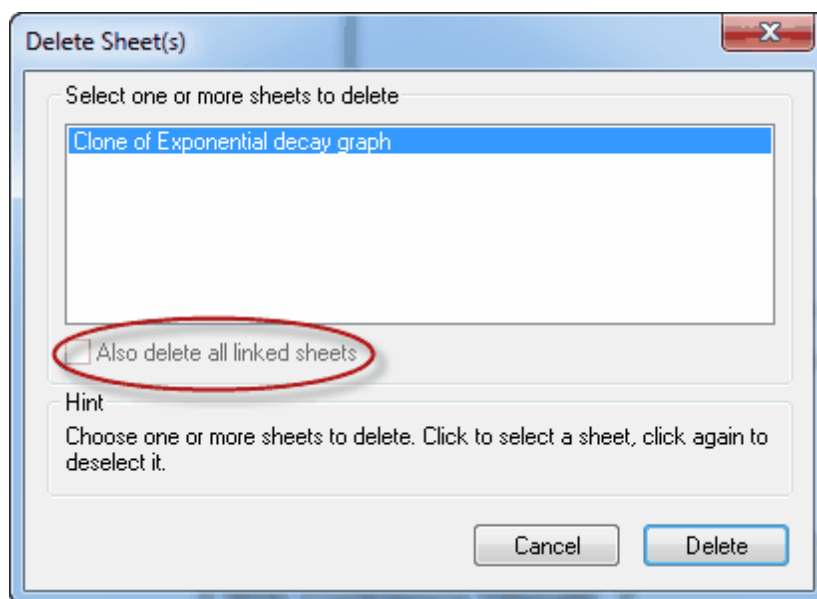 Delete Sheet(s)
Select one or more sheets to delete
Clone of Exponential decay graph
Also delete all linked sheets
Hint
Choose one or more sheets to delete. Click to select a sheet, click again to
deselect it.
Cancel Delete